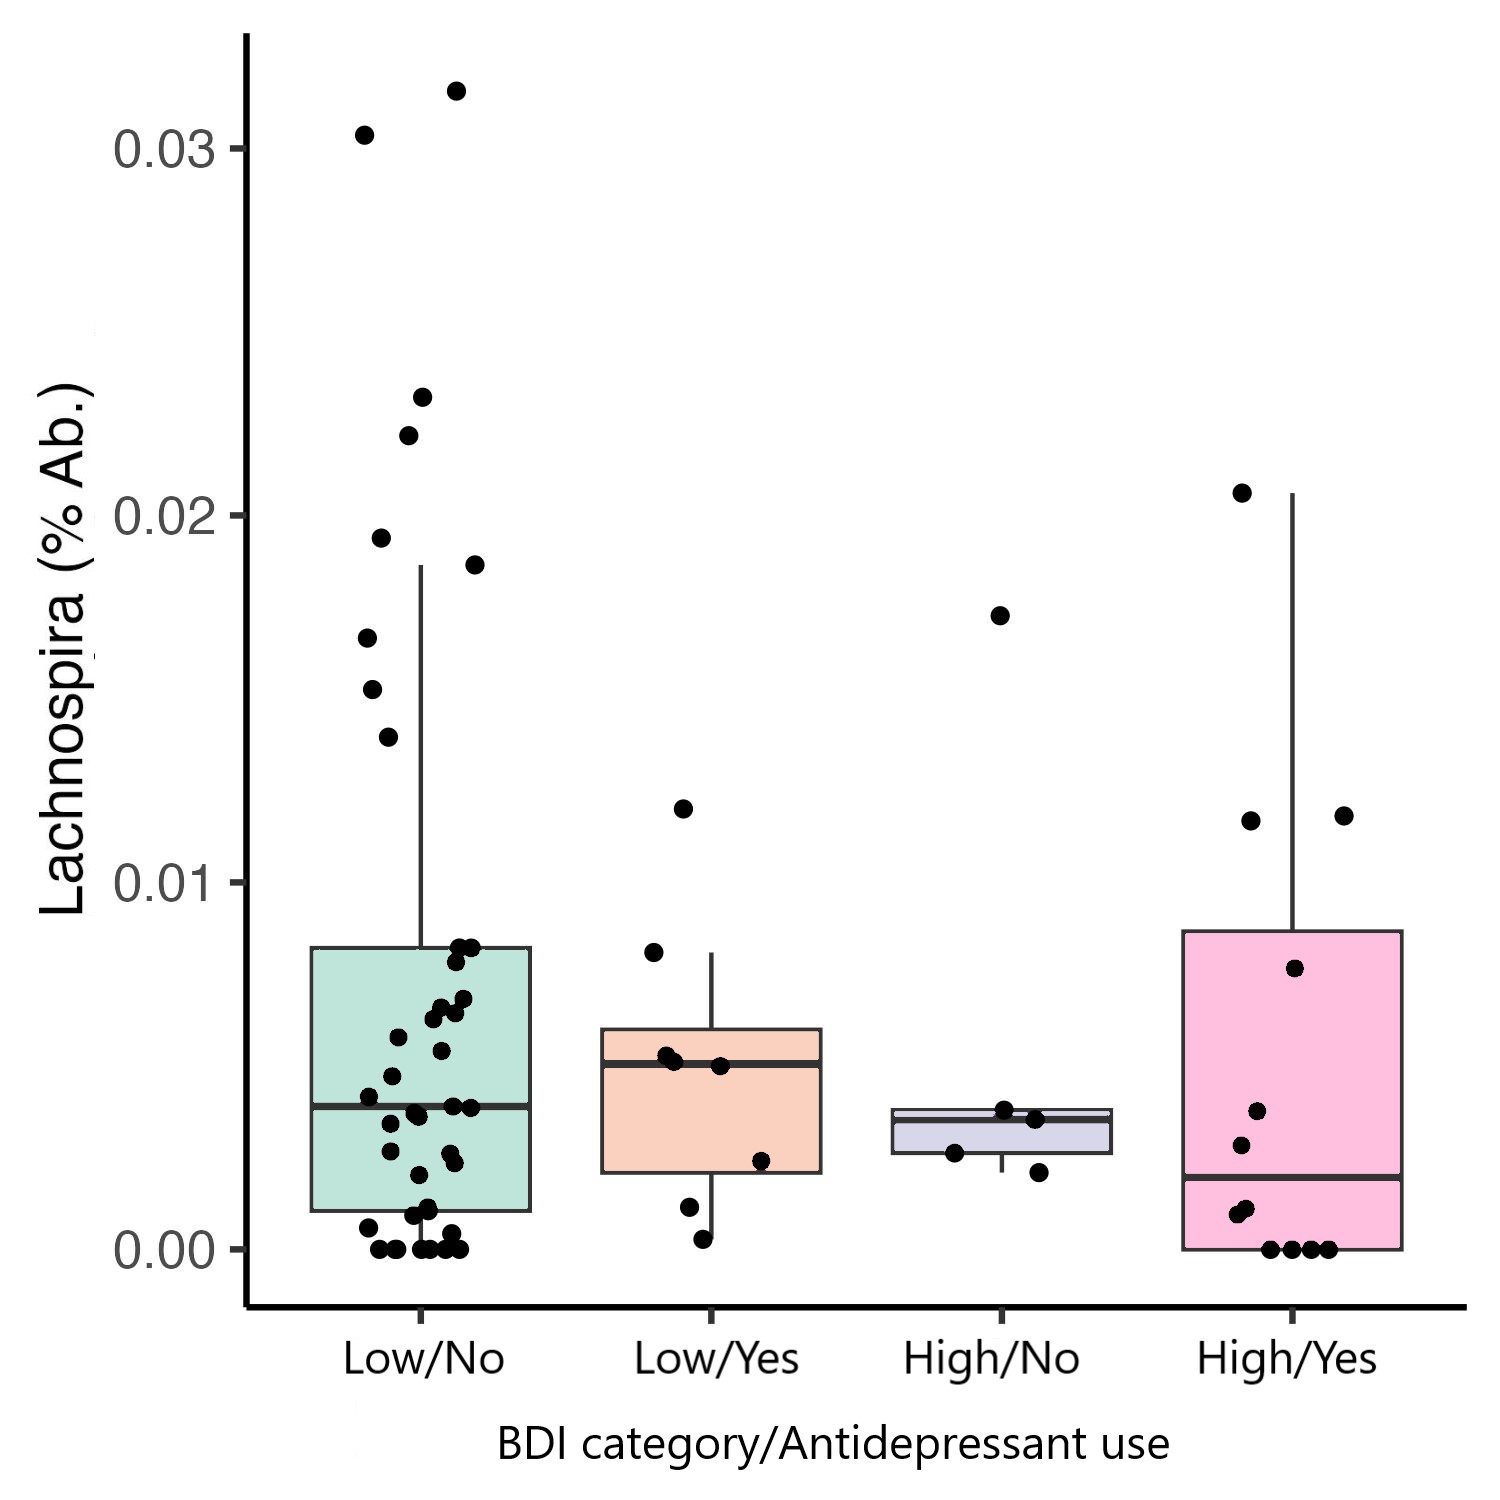 Lachnospira (% Ab.)
0.03
0.02
0.01
0.00
Low/No
Low/Yes
High/No
High/Yes
BDI category/Antidepressant use